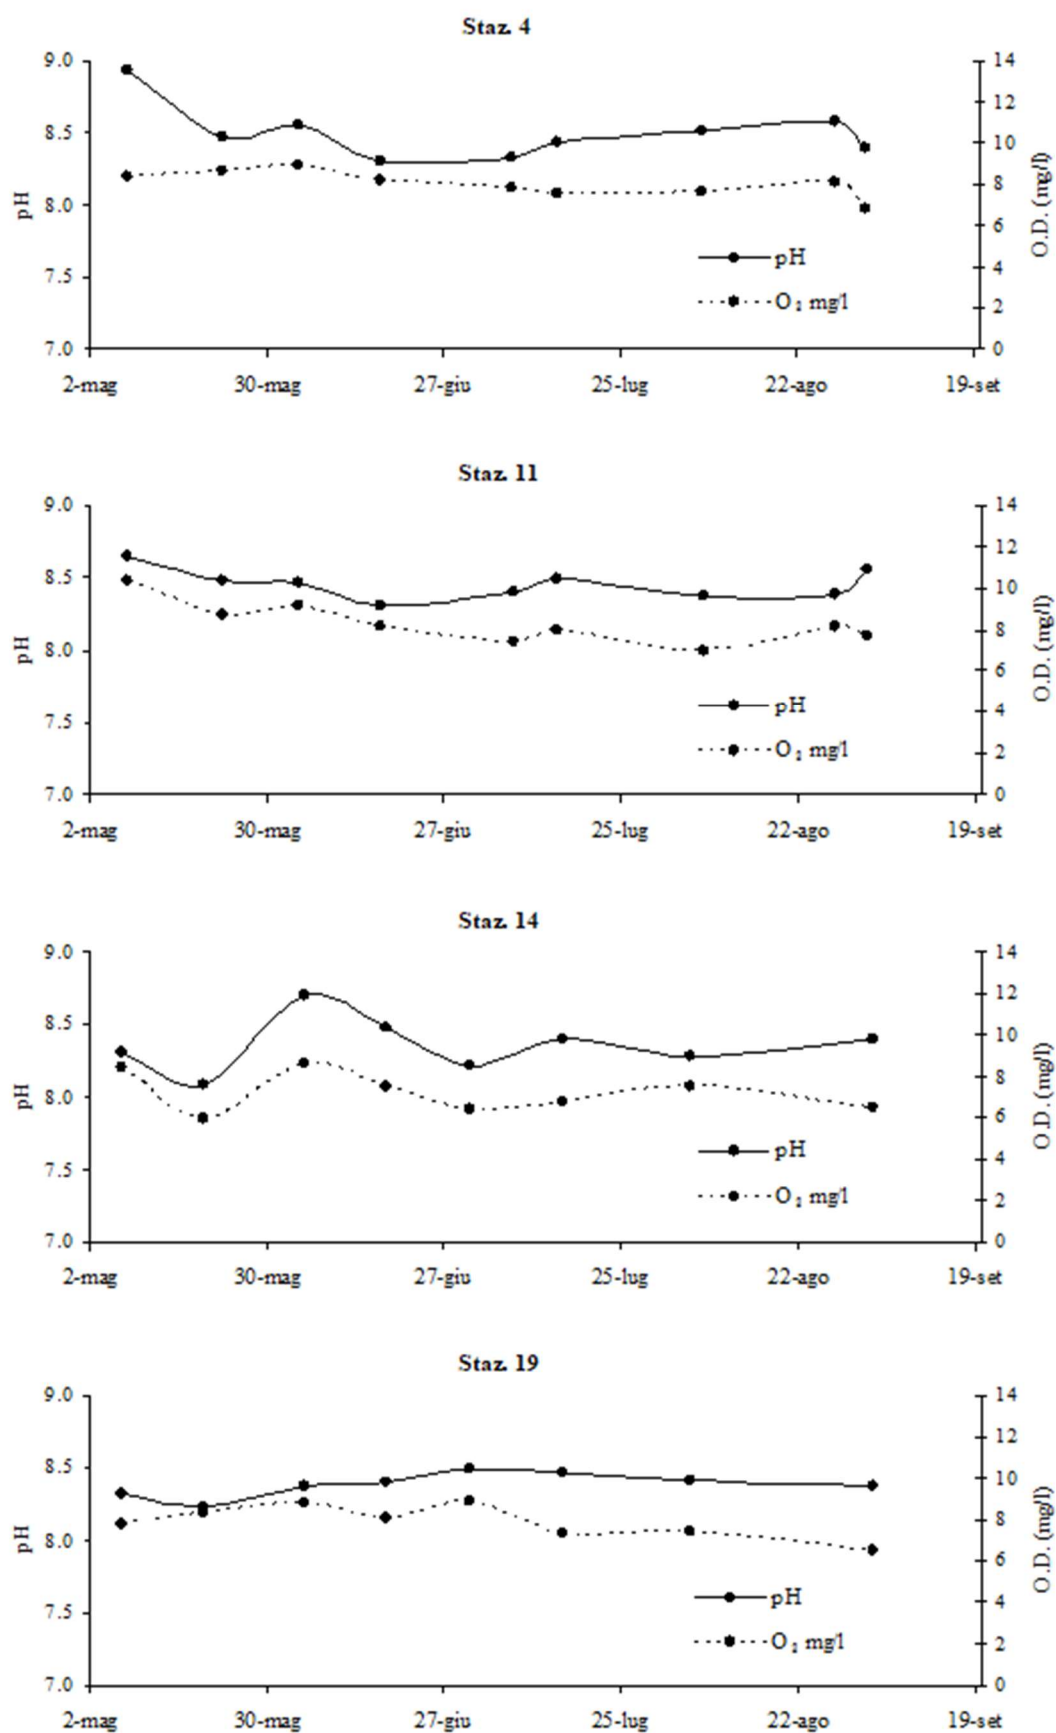 Staz. 4
9.0
8.5
8.0
7.5
7.0
pH
14
12
10
8
6
4
2
0
O.D. (mg/l)
pH
O₂ mg/l
2-mag 30-mag 27-giu 25-lug 22-ago 19-set
Staz. 11
9.0
8.5
8.0
7.5
7.0
pH
14
12
10
8
6
4
2
0
O.D. (mg/l)
pH
O₂ mg/l
2-mag 30-mag 27-giu 25-lug 22-ago 19-set
Staz. 14
9.0
8.5
8.0
7.5
7.0
pH
14
12
10
8
6
4
2
0
O.D. (mg/l)
pH
O₂ mg/l
2-mag 30-mag 27-giu 25-lug 22-ago 19-set
Staz. 19
9.0
8.5
8.0
7.5
7.0
pH
14
12
10
8
6
4
2
0
O.D. (mg/l)
pH
O₂ mg/l
2-mag 30-mag 27-giu 25-lug 22-ago 19-set